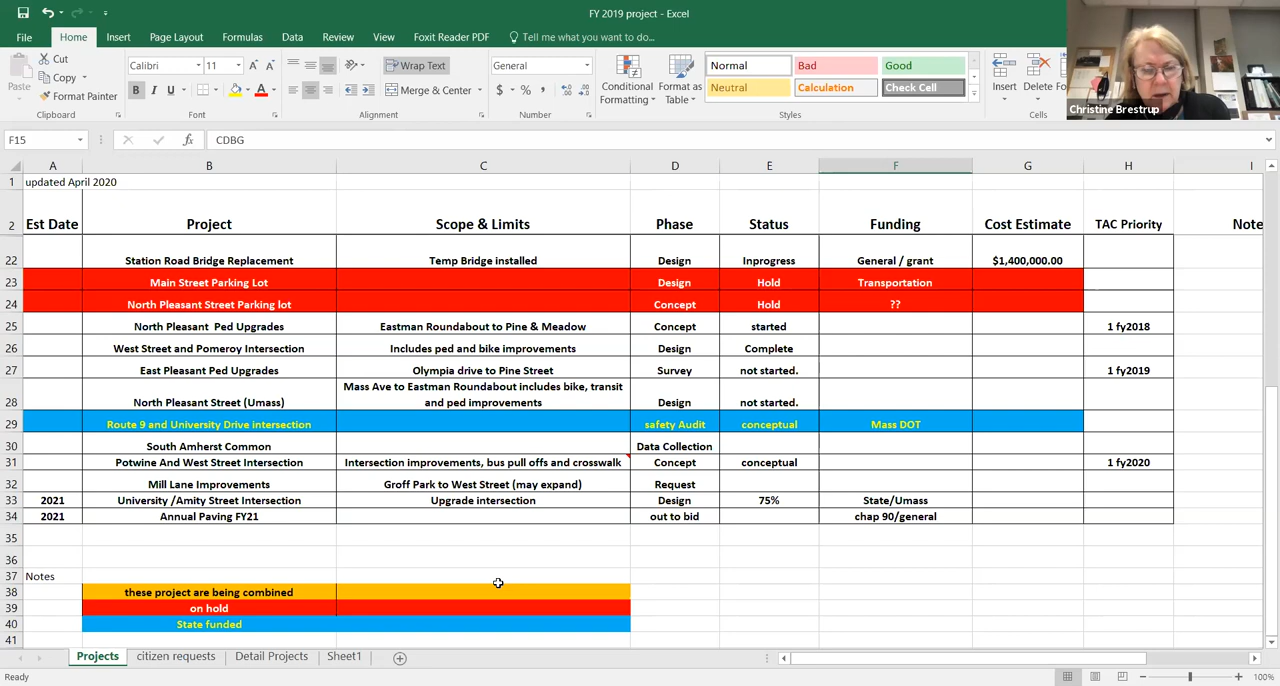 FY 2019 project - Excel
File Home Insert Page Layout Formulas Data Review View Foxit Reader PDF Tell me what you want to do...
Cut
Copy
Format Painter
Paste
Calibri 11
B I U
Wrap Text
Merge & Center
General
$ % ,
Conditional Formatting
Format as Table
Normal Bad Good
Neutral Calculation Check Cell
Insert Delete Fo
Clipboard Font Alignment Number Styles Cells
Christine Brestrup
F15 fx CDBG
A B C D E F G H I
1 updated April 2020
2 Est Date Project Scope & Limits Phase Status Funding Cost Estimate TAC Priority Note
22 Station Road Bridge Replacement Temp Bridge installed Design Inprogress General / grant $1,400,000.00
23 Main Street Parking Lot Design Hold Transportation
24 North Pleasant Street Parking lot Concept Hold ??
25 North Pleasant Ped Upgrades Eastman Roundabout to Pine & Meadow Concept started 1 fy2018
26 West Street and Pomeroy Intersection Includes ped and bike improvements Design Complete
27 East Pleasant Ped Upgrades Olympia drive to Pine Street Survey not started. 1 fy2019
Mass Ave to Eastman Roundabout includes bike, transit
28 North Pleasant Street (Umass) and ped improvements Design not started.
29 Route 9 and University Drive intersection safety Audit conceptual Mass DOT
30 South Amherst Common Data Collection
31 Potwine And West Street Intersection Intersection improvements, bus pull offs and crosswalk Concept conceptual 1 fy2020
32 Mill Lane Improvements Groff Park to West Street (may expand) Request
33 2021 University /Amity Street Intersection Upgrade intersection Design 75% State/Umass
34 2021 Annual Paving FY21 out to bid chap 90/general
35
36
37 Notes
38 these project are being combined
39 on hold
40 State funded
41
Projects citizen requests Detail Projects Sheet1
Ready 100%